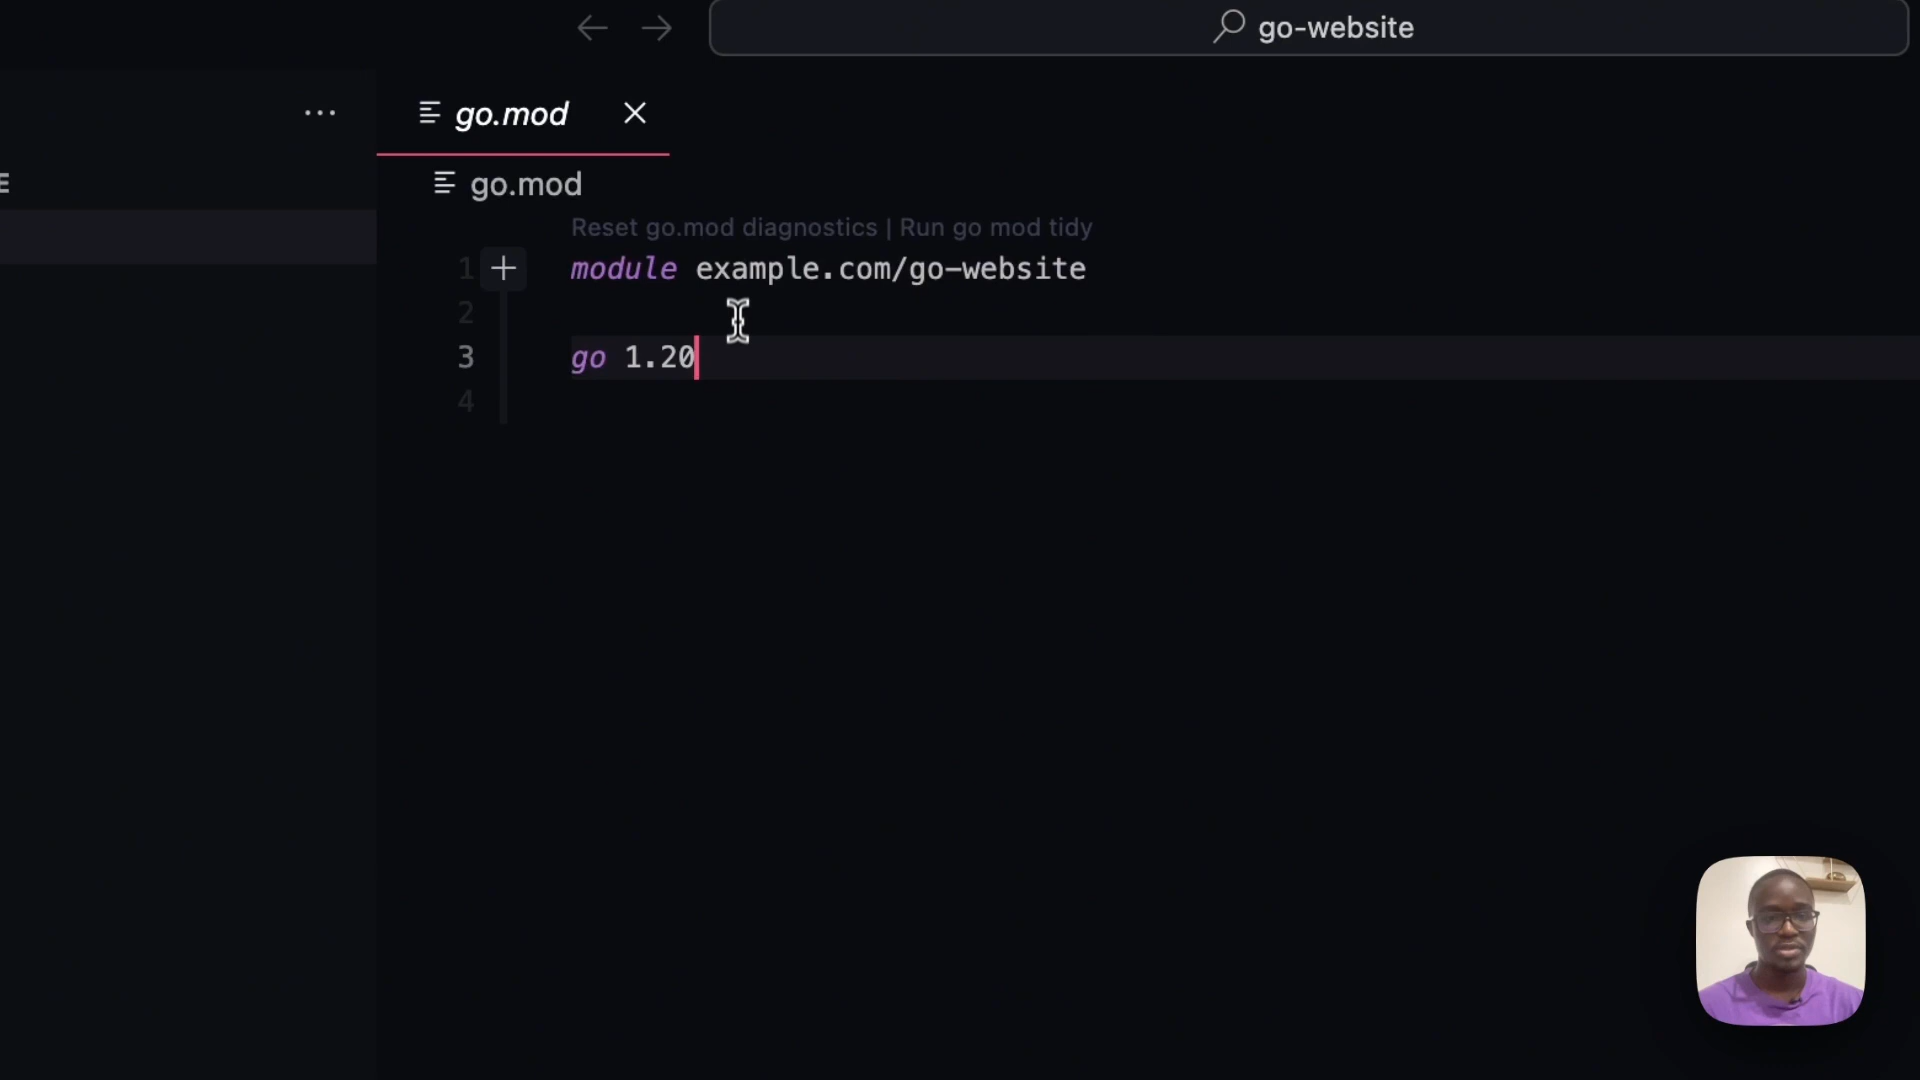 go-website
go.mod
go.mod
Reset go.mod diagnostics | Run go mod tidy
1 module example.com/go-website
2
3 go 1.20
4